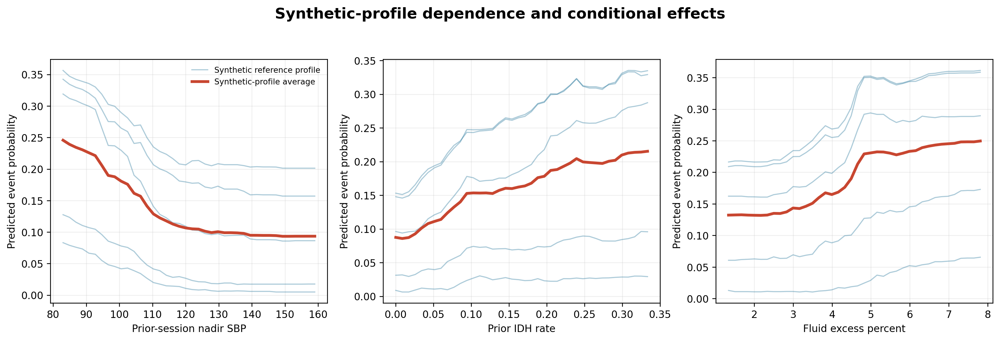 Synthetic-profile dependence and conditional effects
Synthetic reference profile
Synthetic-profile average
Predicted event probability
0.35
0.30
0.25
0.20
0.15
0.10
0.05
0.00
80 90 100 110 120 130 140 150 160
Prior-session nadir SBP
Predicted event probability
0.35
0.30
0.25
0.20
0.15
0.10
0.05
0.00
0.00 0.05 0.10 0.15 0.20 0.25 0.30 0.35
Prior IDH rate
Predicted event probability
0.35
0.30
0.25
0.20
0.15
0.10
0.05
0.00
2 3 4 5 6 7 8
Fluid excess percent